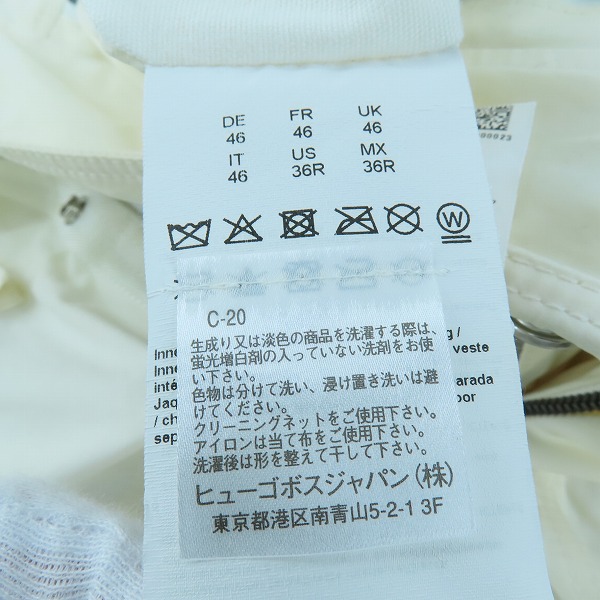 DE FR UK
46 46 46
IT US MX
46 36R 36R
W
C-20
生成り又は淡色の商品を洗濯する際は、
蛍光増白剤の入っていない洗剤をお使
い下さい。
色物は分けて洗い、浸け置き洗いは避
けてください。
クリーニングネットをご使用下さい。
アイロンは当て布をご使用下さい。
洗濯後は形を整えて干して下さい。
ヒューゴボスジャパン(株)
東京都港区南青山5-2-1 3F